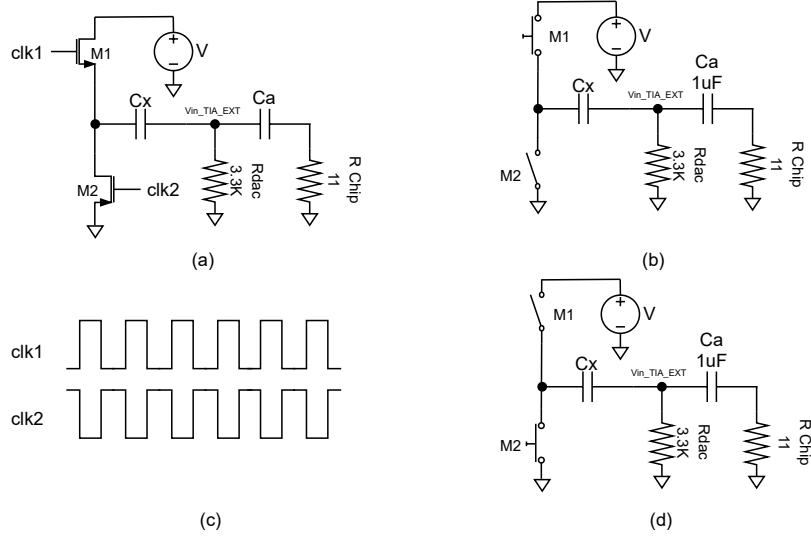 clk1
M1
+
−
V
Cx
Ca
Vin_TIA_EXT
M2
clk2
3.3K
Rdac
11
R Chip
(a)
M1
+
−
V
Cx
Ca
1uF
Vin_TIA_EXT
M2
3.3K
Rdac
11
R Chip
(b)
clk1
clk2
(c)
M1
+
−
V
Cx
Ca
1uF
Vin_TIA_EXT
M2
3.3K
Rdac
11
R Chip
(d)